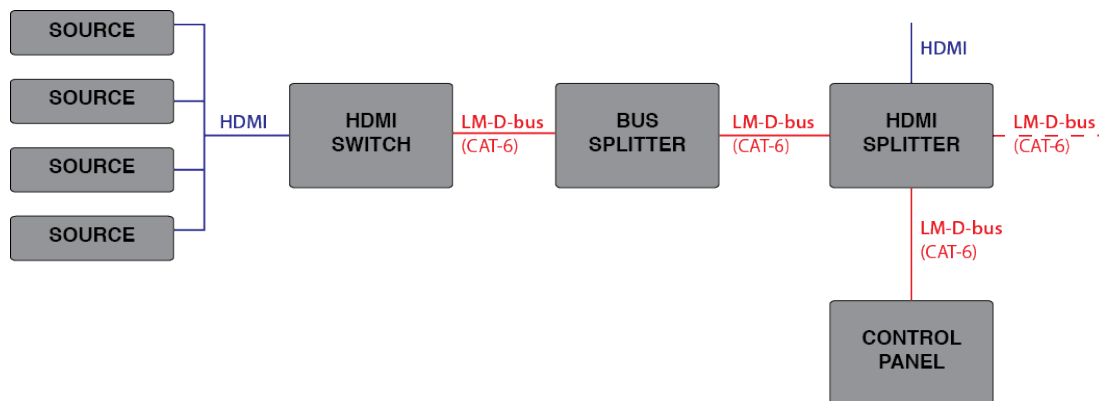 SOURCE
SOURCE
SOURCE
SOURCE
HDMI
HDMI
SWITCH
LM-D-bus
(CAT-6)
BUS
SPLITTER
LM-D-bus
(CAT-6)
HDMI
HDMI
SPLITTER
LM-D-bus
(CAT-6)
LM-D-bus
(CAT-6)
CONTROL
PANEL